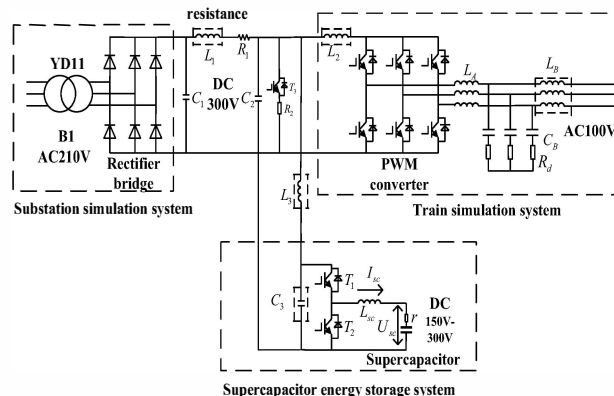 resistance
YD11
B1
AC210V
Rectifier
bridge
Substation simulation system
L1
R1
C1
DC
300V
C2
T3
R2
L2
PWM
converter
LA
LB
AC100V
CB
Rd
Train simulation system
L3
C3
T1
T2
Isc
Lsc
Usc
r
DC
150V-
300V
Supercapacitor
Supercapacitor energy storage system